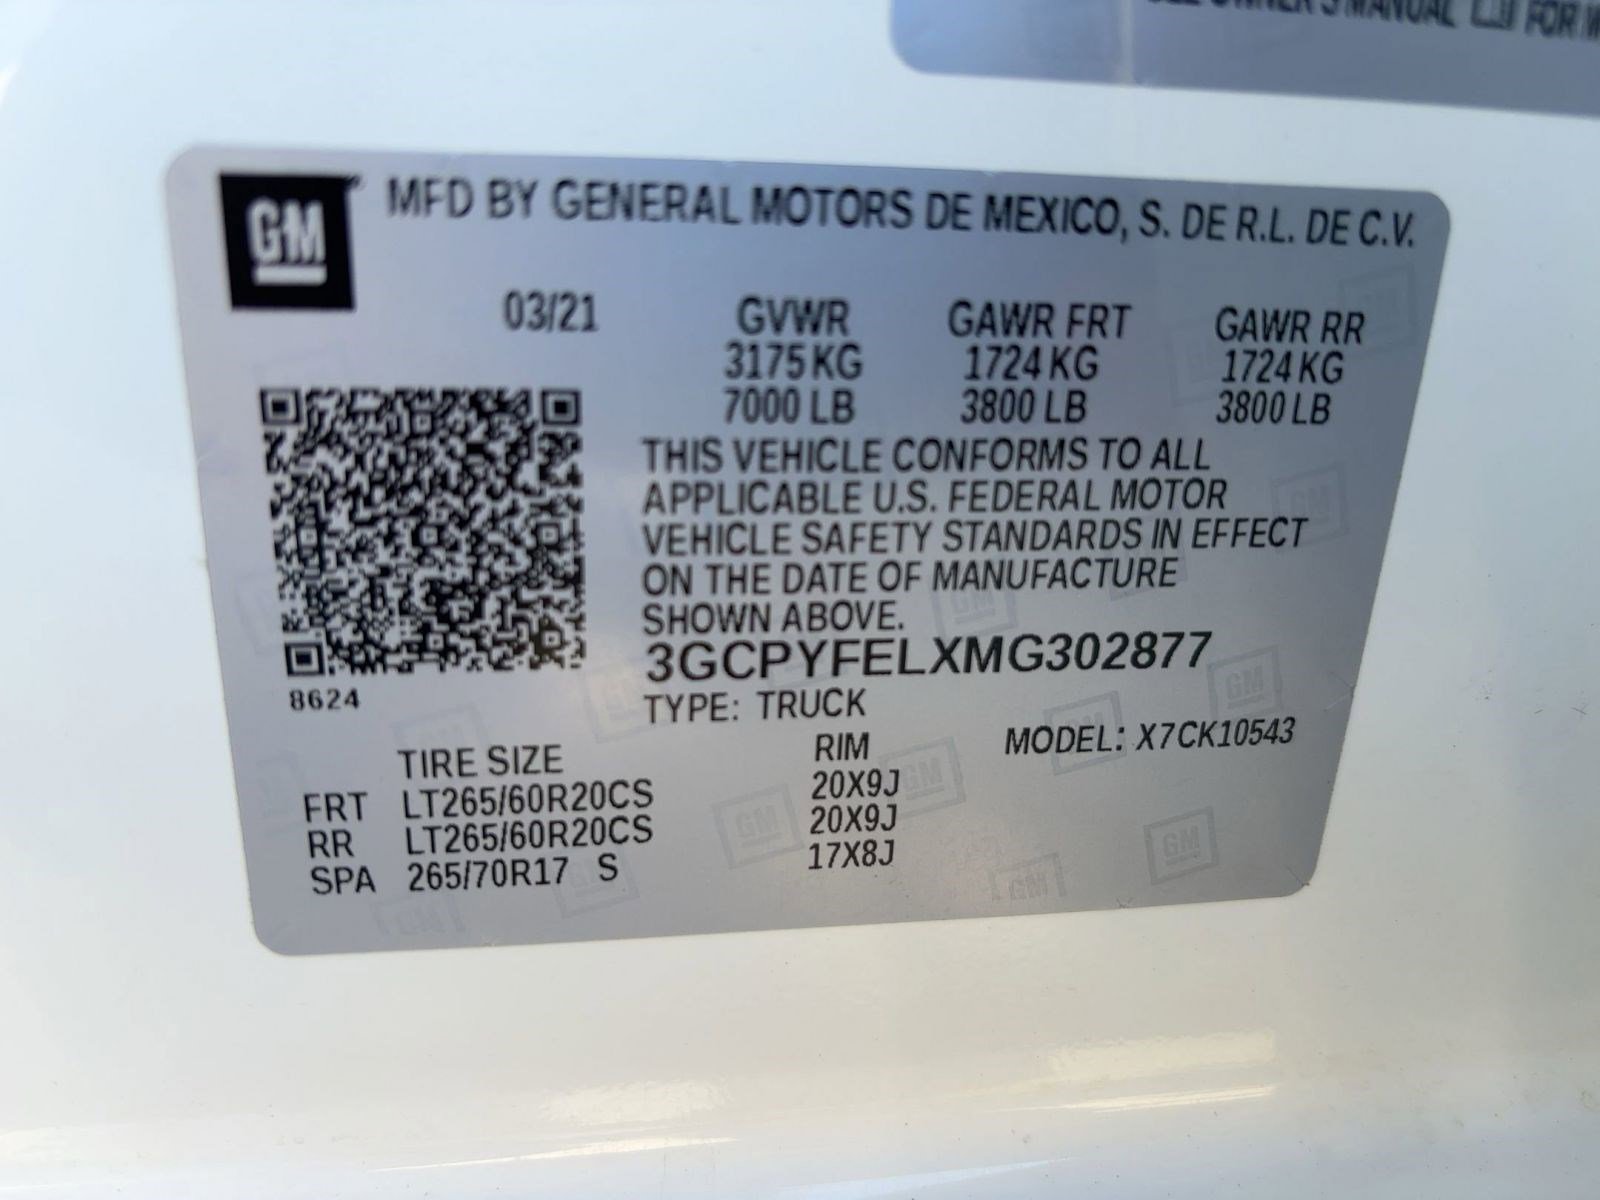 OWNER'S MANUAL FOR
GM® MFD BY GENERAL MOTORS DE MEXICO, S. DE R.L. DE C.V.
03/21 GVWR GAWR FRT GAWR RR
3175 KG 1724 KG 1724 KG
7000 LB 3800 LB 3800 LB
THIS VEHICLE CONFORMS TO ALL
APPLICABLE U.S. FEDERAL MOTOR
VEHICLE SAFETY STANDARDS IN EFFECT
ON THE DATE OF MANUFACTURE
SHOWN ABOVE.
3GCPYFELXMG302877
8624
TYPE: TRUCK
TIRE SIZE RIM MODEL: X7CK10543
FRT LT265/60R20CS 20X9J
RR LT265/60R20CS 20X9J
SPA 265/70R17 S 17X8J